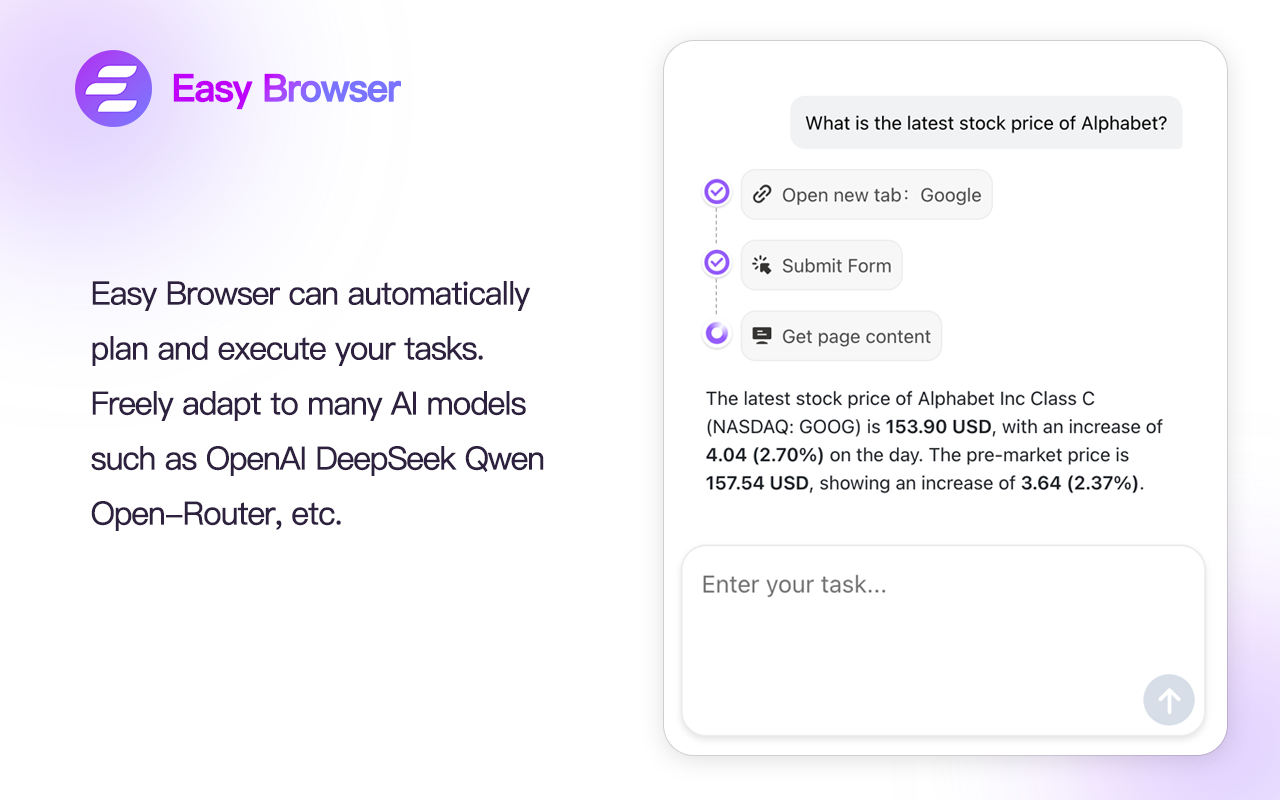 Easy Browser
Easy Browser can automatically
plan and execute your tasks.
Freely adapt to many AI models
such as OpenAI DeepSeek Qwen
Open–Router, etc.
What is the latest stock price of Alphabet?
Open new tab： Google
Submit Form
Get page content
The latest stock price of Alphabet Inc Class C
(NASDAQ: GOOG) is 153.90 USD, with an increase of
4.04 (2.70%) on the day. The pre-market price is
157.54 USD, showing an increase of 3.64 (2.37%).
Enter your task...